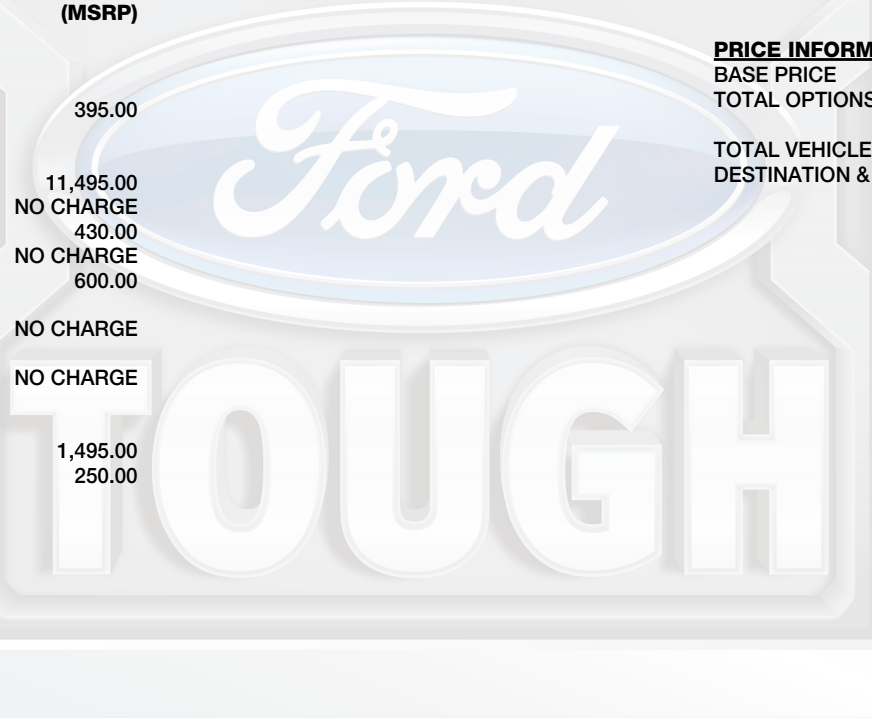 (MSRP)
395.00
11,495.00
NO CHARGE
430.00
NO CHARGE
600.00
NO CHARGE
NO CHARGE
1,495.00
250.00
PRICE INFORM
BASE PRICE
TOTAL OPTIONS
TOTAL VEHICLE
DESTINATION &
Ford
TOUGH